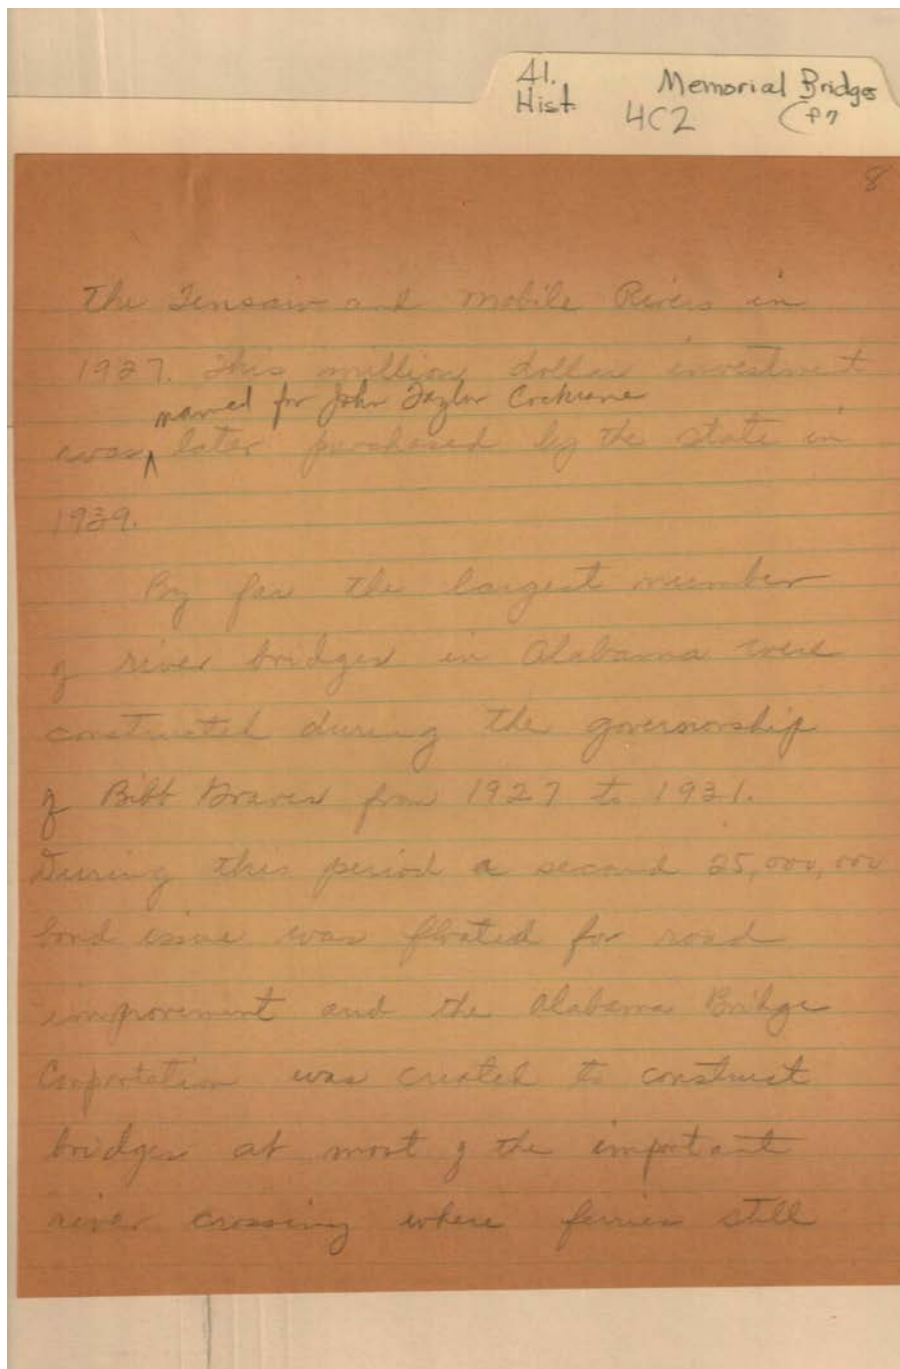 41. Memorial Bridges
Hist. 4C2 (P7
8
The Tensaw and Mobile Rivers in
1927. This million dollar investment
named for John Taylor Cochrane
was ^ later purchased by the state in
1939.
By far the largest number
of river bridges in Alabama were
constructed during the governorship
of Bibb Graves from 1927 to 1931.
During this period a second 25,000,000
bond issue was floated for road
improvement and the Alabama Bridge
Corportation was created to construct
bridges at most of the important
river crossing where ferries still